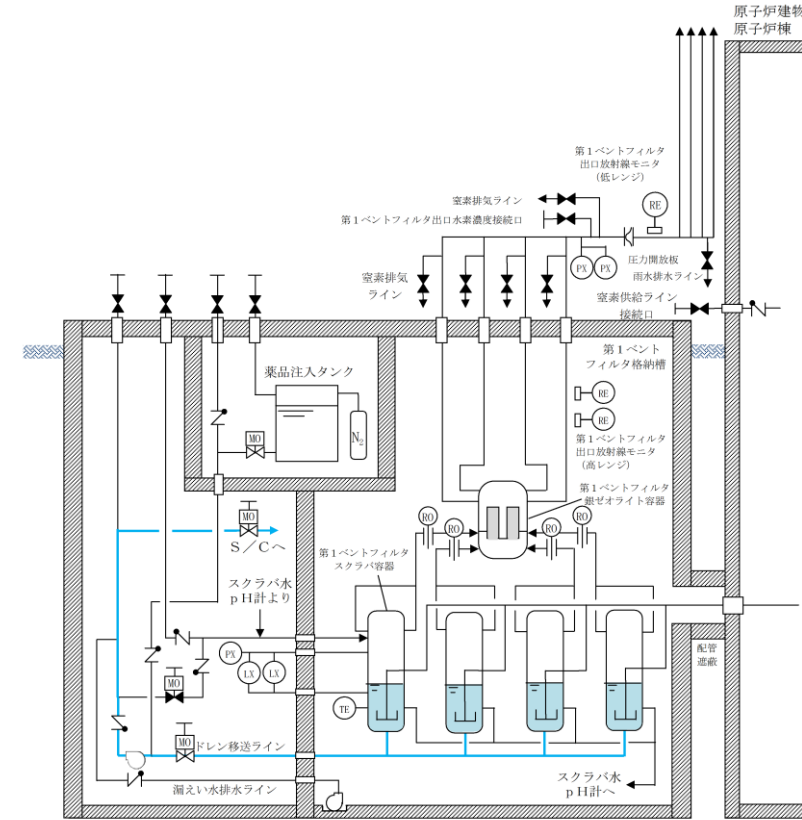 原子炉建物
原子炉棟
第1ベントフィルタ
出口放射線モニタ
(低レンジ)
RE
窒素排気ライン
第1ベントフィルタ出口水素濃度接続口
圧力開放板
PX
PX
雨水排水ライン
窒素排気
ライン
窒素供給ライン
接続口
第1ベント
フィルタ格納槽
薬品注入タンク
RE
RE
MO
N2
第1ベントフィルタ
出口放射線モニタ
(高レンジ)
第1ベントフィルタ
銀ゼオライト容器
MO
RO
RO
RO
RO
S/Cへ
第1ベントフィルタ
スクラバ容器
スクラバ水
pH計より
PX
LX
LX
配管
遮蔽
MO
TE
MO
ドレン移送ライン
スクラバ水
pH計へ
漏えい水排水ライン